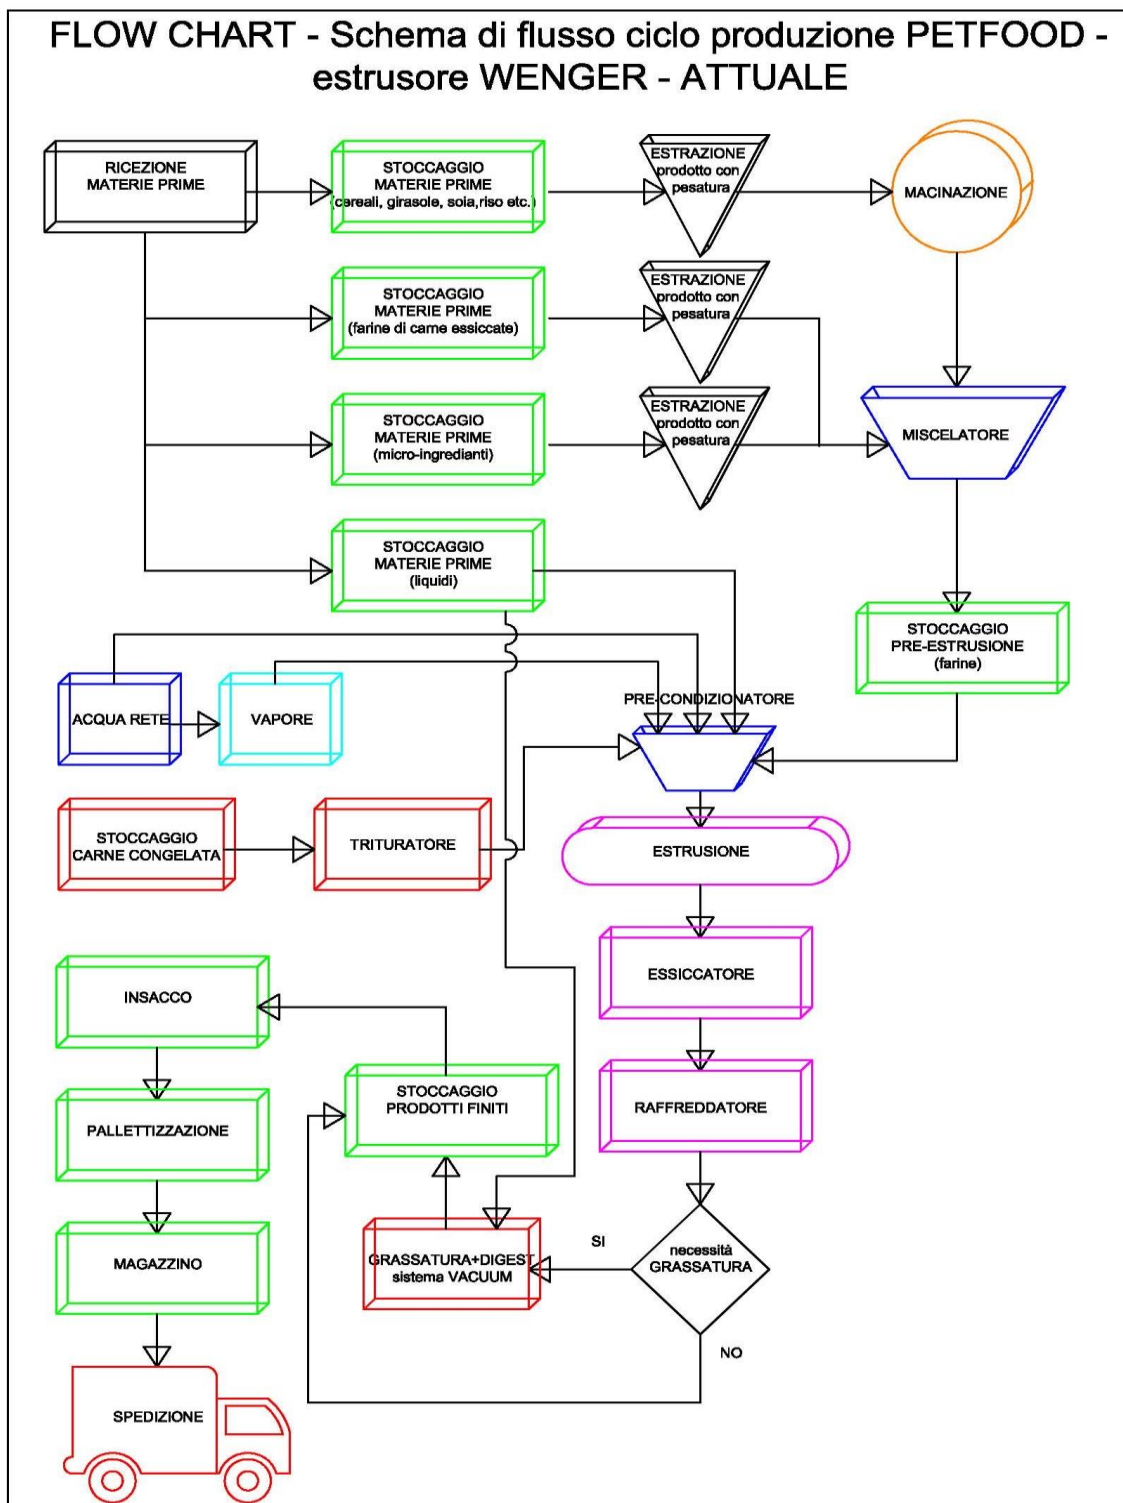 FLOW CHART - Schema di flusso ciclo produzione PETFOOD -
estrusore WENGER - ATTUALE
RICEZIONE
MATERIE PRIME
STOCCAGGIO
MATERIE PRIME
(cereali, girasole, soia,riso etc.)
ESTRAZIONE
prodotto con
pesatura
MACINAZIONE
STOCCAGGIO
MATERIE PRIME
(farine di carne essiccate)
ESTRAZIONE
prodotto con
pesatura
STOCCAGGIO
MATERIE PRIME
(micro-ingredianti)
ESTRAZIONE
prodotto con
pesatura
MISCELATORE
STOCCAGGIO
MATERIE PRIME
(liquidi)
STOCCAGGIO
PRE-ESTRUSIONE
(farine)
ACQUA RETE
VAPORE
PRE-CONDIZIONATORE
STOCCAGGIO
CARNE CONGELATA
TRITURATORE
ESTRUSIONE
ESSICCATORE
INSACCO
STOCCAGGIO
PRODOTTI FINITI
RAFFREDDATORE
PALLETTIZZAZIONE
MAGAZZINO
GRASSATURA+DIGEST
sistema VACUUM
SI
necessità
GRASSATURA
NO
SPEDIZIONE